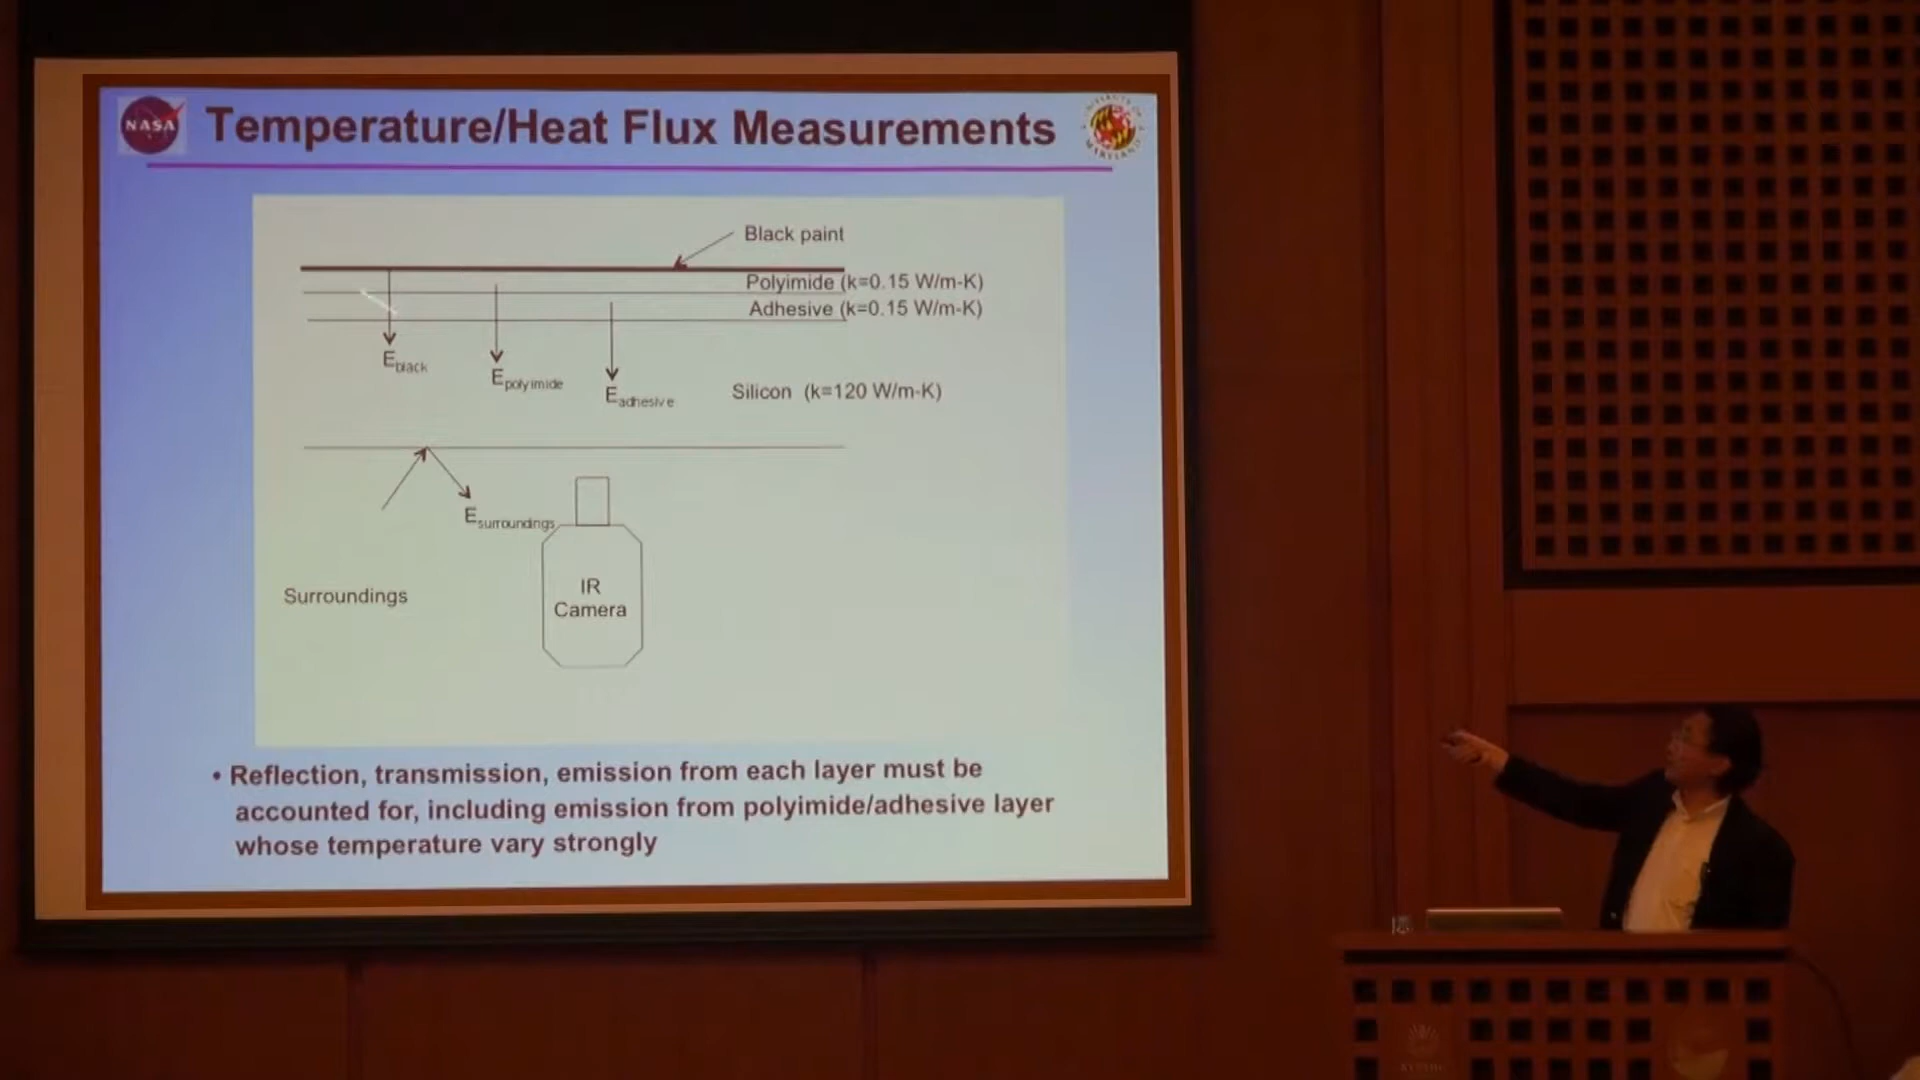 NASA
Temperature/Heat Flux Measurements
MARYLAND
Black paint
Polyimide (k=0.15 W/m-K)
Adhesive (k=0.15 W/m-K)
Eblack
Epolyimide
Eadhesive
Silicon (k=120 W/m-K)
Esurroundings
IR
Camera
Surroundings
• Reflection, transmission, emission from each layer must be
accounted for, including emission from polyimide/adhesive layer
whose temperature vary strongly